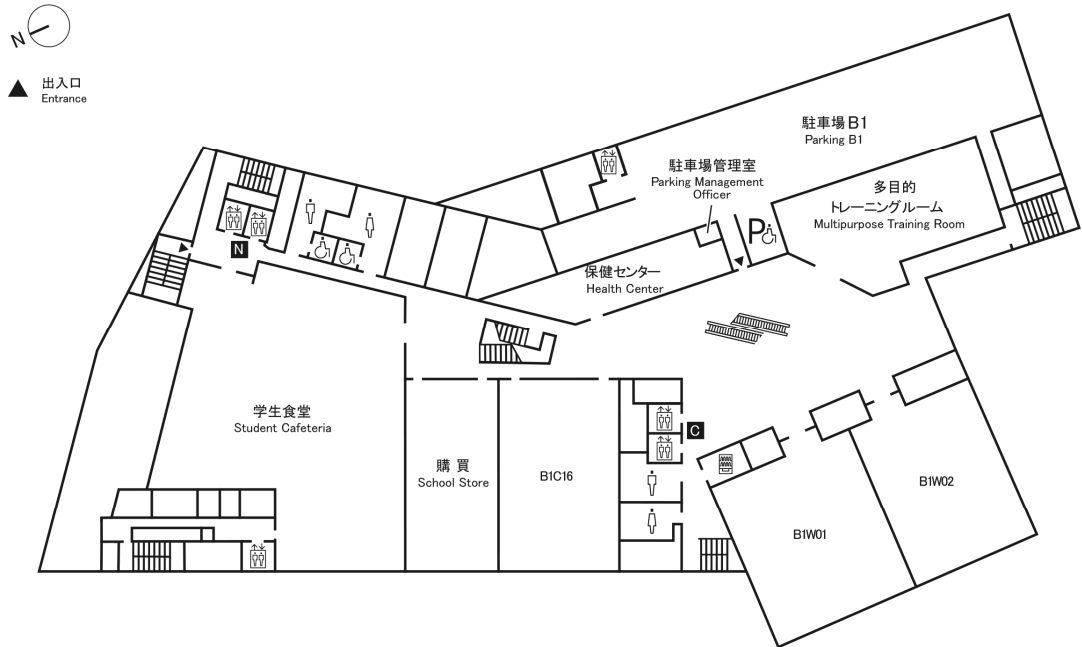 N
出入口
Entrance
駐車場 B1
Parking B1
駐車場管理室
Parking Management
Officer
多目的
トレーニングルーム
Multipurpose Training Room
P
保健センター
Health Center
N
学生食堂
Student Cafeteria
購買
School Store
B1C16
C
B1W01
B1W02